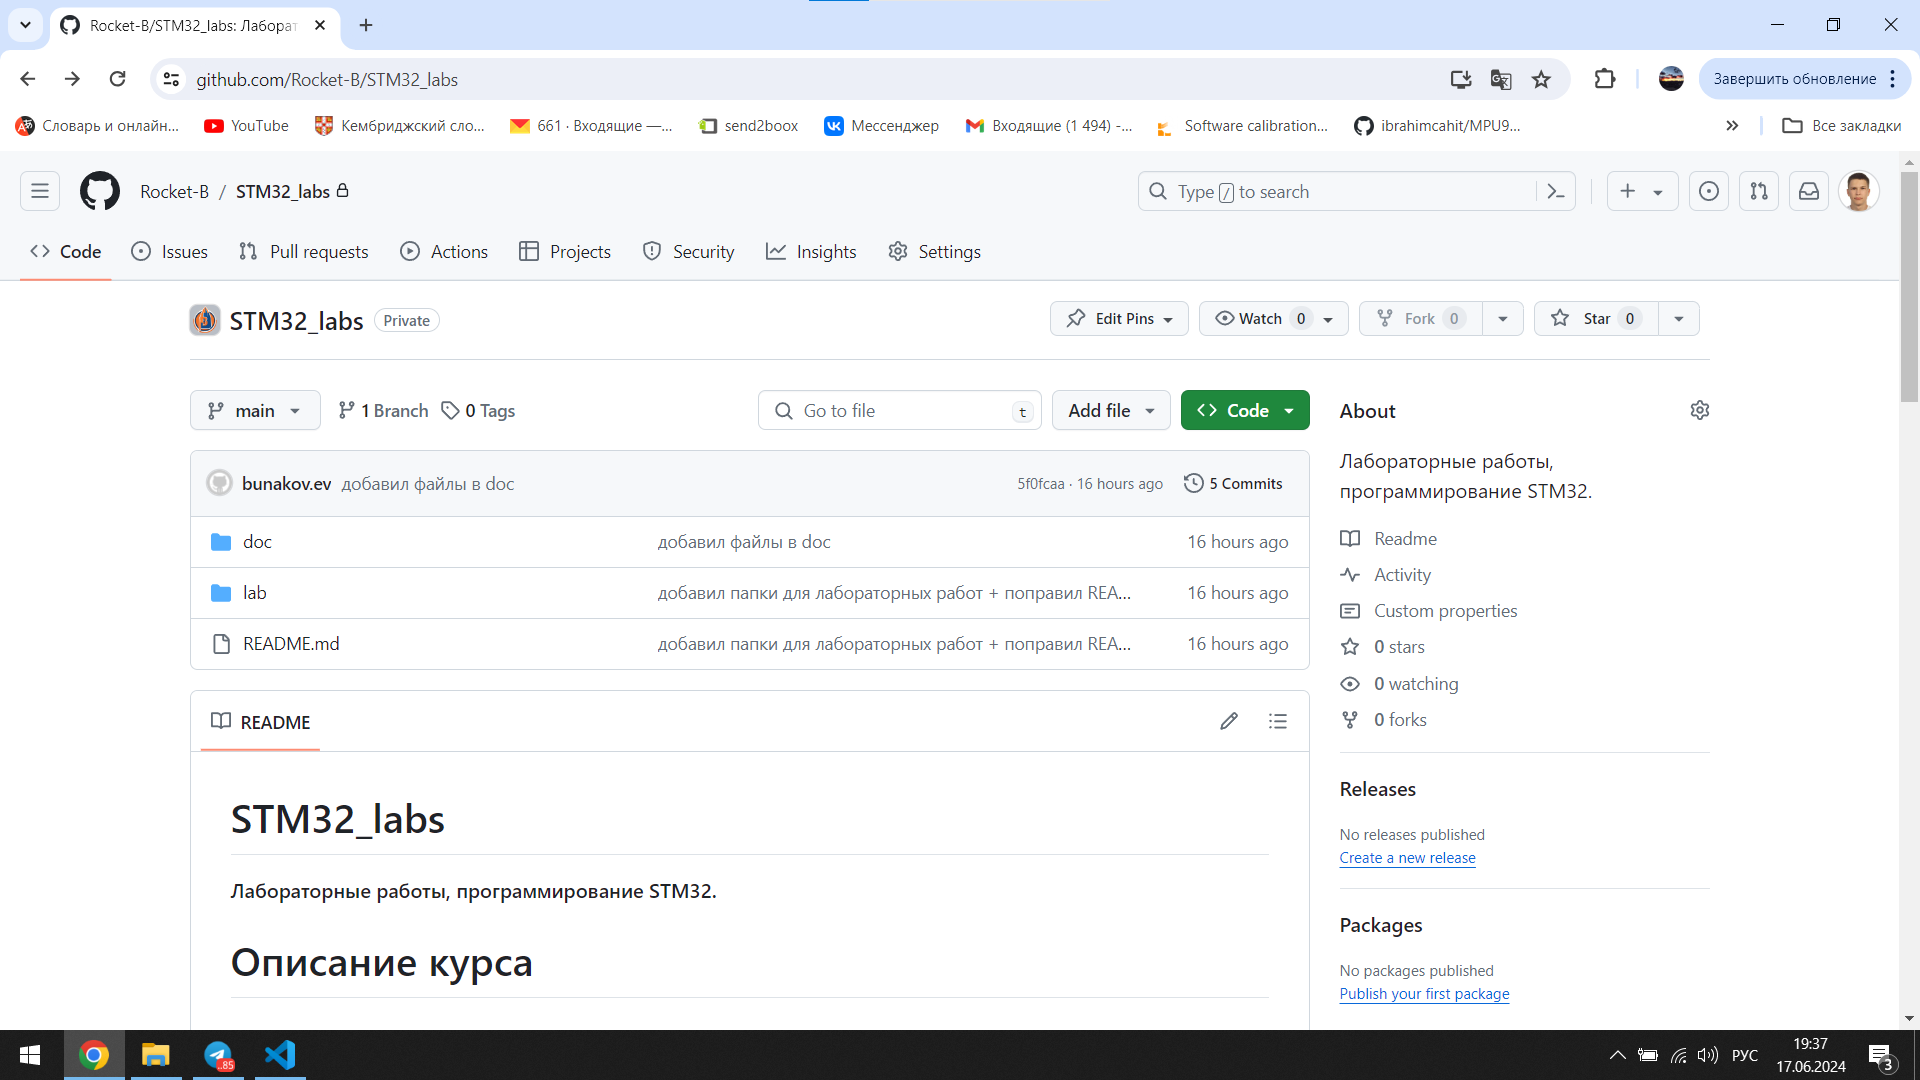 Rocket-B/STM32_labs: Лаборат
github.com/Rocket-B/STM32_labs
Завершить обновление
Словарь и онлайн...
YouTube
Кембриджский сло...
661 · Входящие —...
send2boox
Мессенджер
Входящие (1 494) -...
Software calibration...
ibrahimcahit/MPU9...
Все закладки
Rocket-B / STM32_labs
Type / to search
Code
Issues
Pull requests
Actions
Projects
Security
Insights
Settings
STM32_labs Private
Edit Pins
Watch 0
Fork 0
Star 0
main
1 Branch
0 Tags
Go to file t
Add file
Code
bunakov.ev добавил файлы в doc 5f0fcaa · 16 hours ago 5 Commits
doc добавил файлы в doc 16 hours ago
lab добавил папки для лабораторных работ + поправил REA... 16 hours ago
README.md добавил папки для лабораторных работ + поправил REA... 16 hours ago
README
STM32_labs
Лабораторные работы, программирование STM32.
Описание курса
About
Лабораторные работы,
программирование STM32.
Readme
Activity
Custom properties
0 stars
0 watching
0 forks
Releases
No releases published
Create a new release
Packages
No packages published
Publish your first package
..85
РУС
19:37
17.06.2024
3